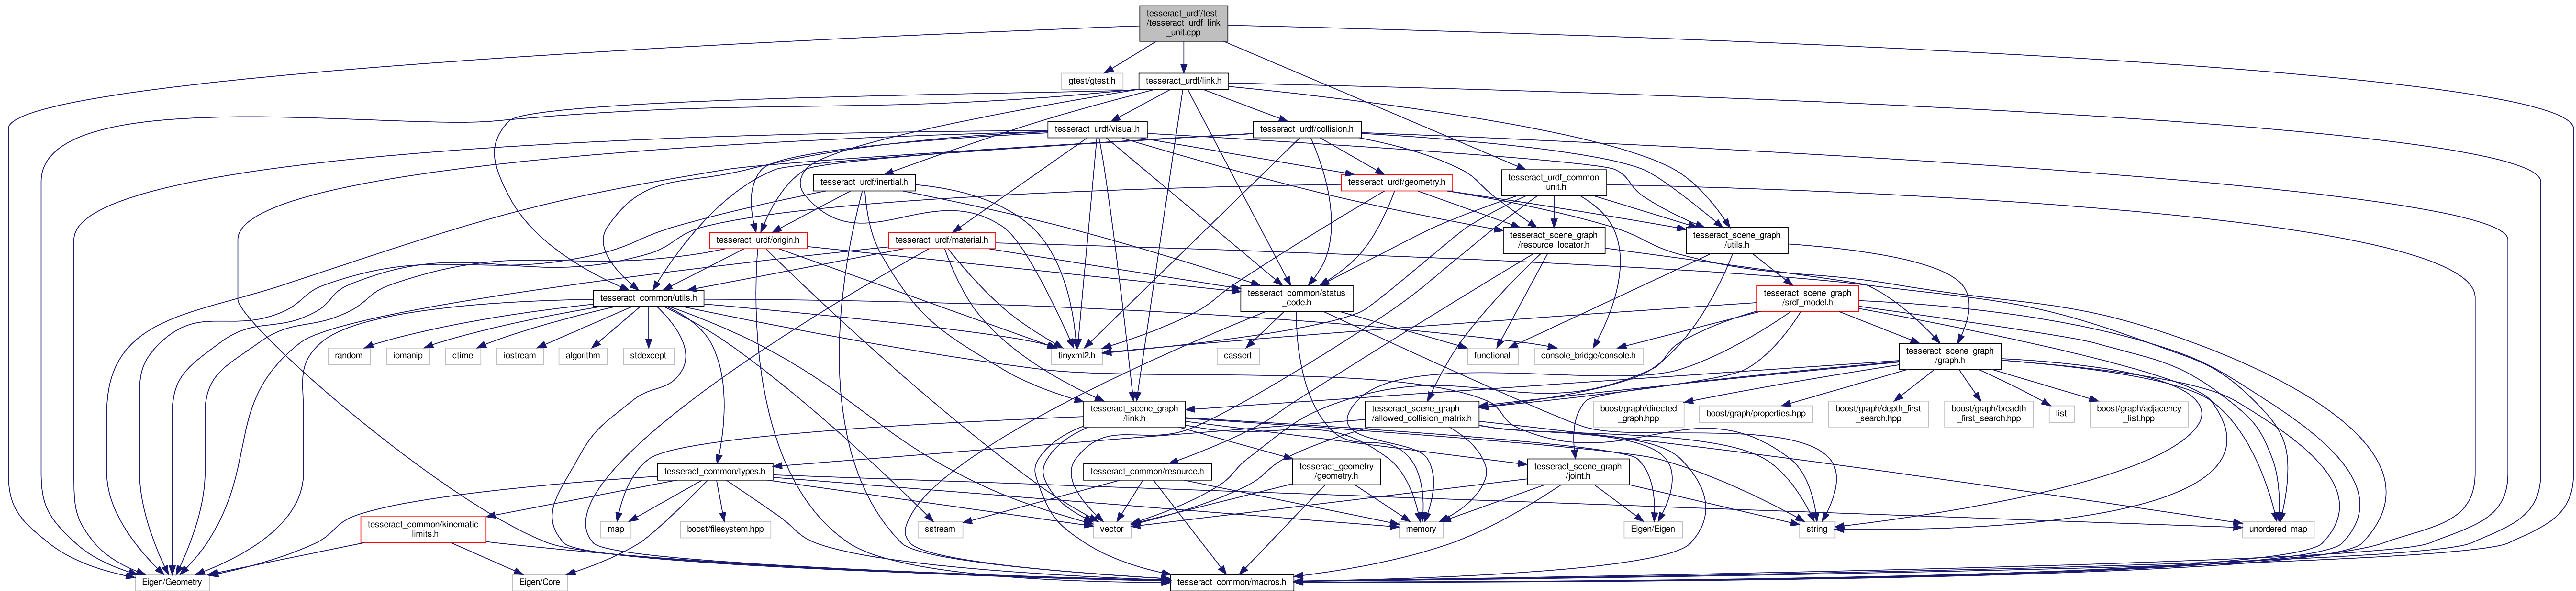 tesseract_urdf/test
/tesseract_urdf_link
_unit.cpp
gtest/gtest.h
tesseract_urdf/link.h
tesseract_urdf/visual.h
tesseract_urdf/collision.h
tesseract_urdf/inertial.h
tesseract_urdf/geometry.h
tesseract_urdf_common
_unit.h
tesseract_urdf/origin.h
tesseract_urdf/material.h
tesseract_scene_graph
/resource_locator.h
tesseract_scene_graph
/utils.h
tesseract_common/utils.h
tesseract_common/status
_code.h
tesseract_scene_graph
/srdf_model.h
random
iomanip
ctime
iostream
algorithm
stdexcept
tinyxml2.h
cassert
functional
console_bridge/console.h
tesseract_scene_graph
/graph.h
tesseract_scene_graph
/link.h
tesseract_scene_graph
/allowed_collision_matrix.h
boost/graph/directed
_graph.hpp
boost/graph/properties.hpp
boost/graph/depth_first
_search.hpp
boost/graph/breadth
_first_search.hpp
list
boost/graph/adjacency
_list.hpp
tesseract_common/types.h
tesseract_common/resource.h
tesseract_geometry
/geometry.h
tesseract_scene_graph
/joint.h
tesseract_common/kinematic
_limits.h
map
boost/filesystem.hpp
sstream
vector
memory
Eigen/Eigen
string
unordered_map
Eigen/Geometry
Eigen/Core
tesseract_common/macros.h